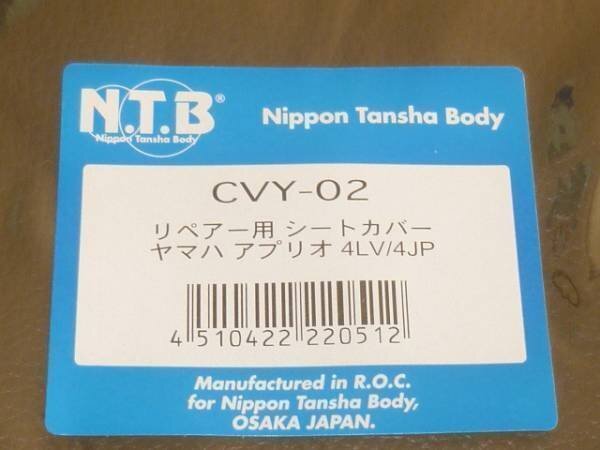 N.T.B®
Nippon Tansha Body
Nippon Tansha Body
CVY-02
リペアー用 シートカバー
ヤマハ アプリオ 4LV/4JP
4 510422 220512
Manufactured in R.O.C.
for Nippon Tansha Body,
OSAKA JAPAN.